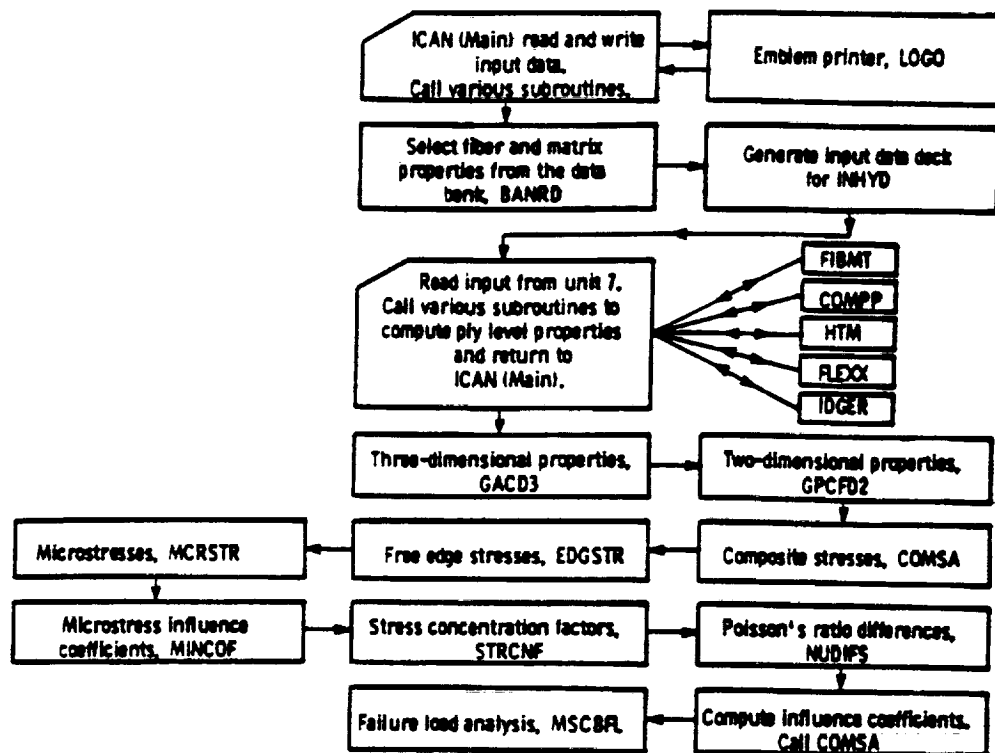 ICAN (Main) read and write
input data.
Call various subroutines.
Emblem printer, LOGO
Select fiber and matrix
properties from the data
bank, BANRD
Generate input data deck
for INHYD
Read input from unit 7.
Call various subroutines to
compute ply level properties
and return to
ICAN (Main).
FIBMT
COMPP
HTM
FLEXX
IDGER
Three-dimensional properties,
GACD3
Two-dimensional properties,
GPCFD2
Microstresses, MCRSTR
Free edge stresses, EDGSTR
Composite stresses, COMSA
Microstress influence
coefficients, MINCOF
Stress concentration factors,
STRCNF
Poisson's ratio differences,
NUDIFS
Failure load analysis, MSCBFL
Compute influence coefficients.
Call COMSA